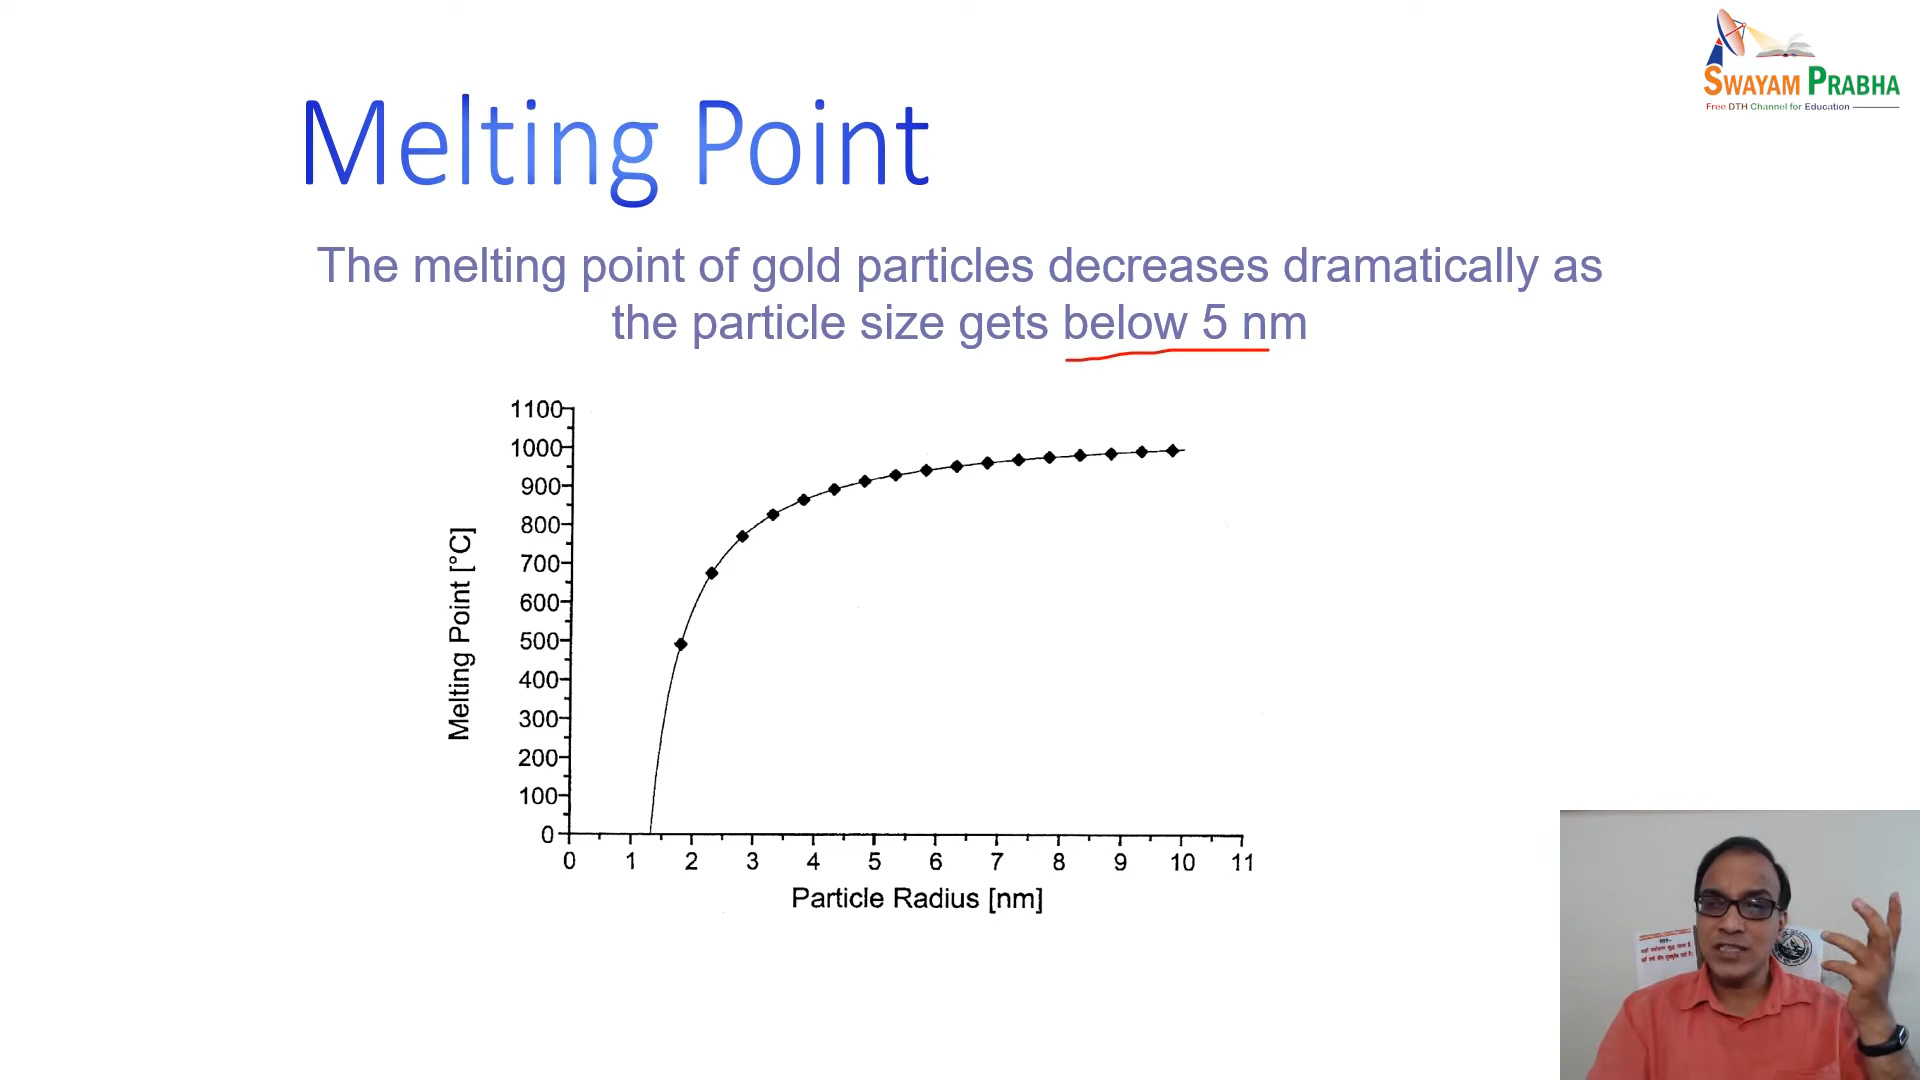 SWAYAM PRABHA
Free DTH Channel for Education
Melting Point
The melting point of gold particles decreases dramatically as
the particle size gets below 5 nm
1100
1000
900
800
700
600
500
400
300
200
100
0
Melting Point [°C]
0 1 2 3 4 5 6 7 8 9 10 11
Particle Radius [nm]